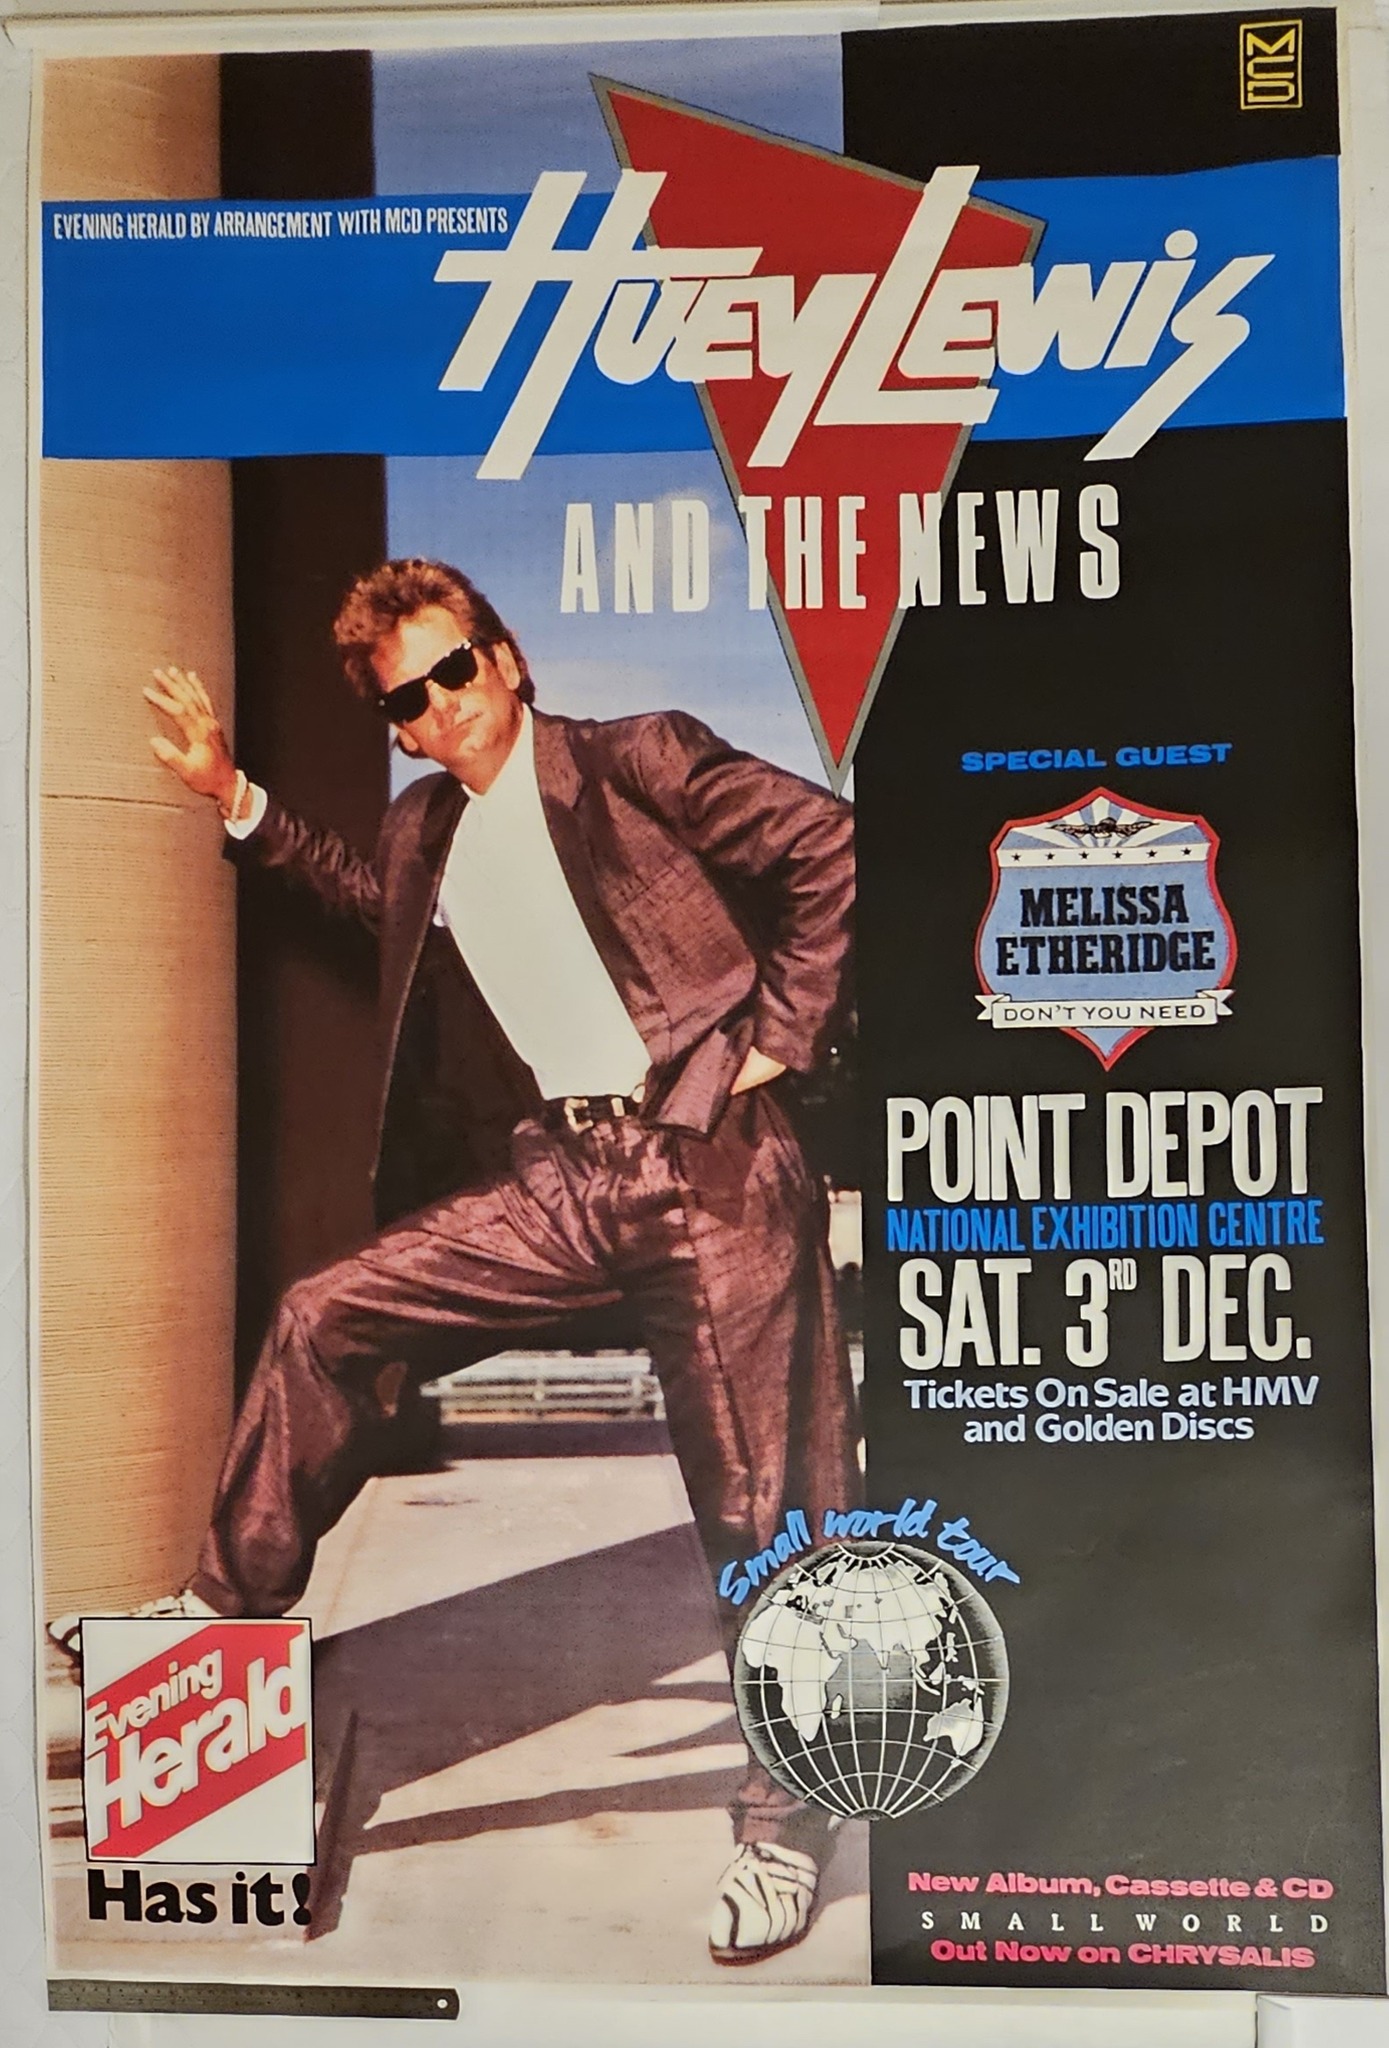 MCD
EVENING HERALD BY ARRANGEMENT WITH MCD PRESENTS
HUEY LEWIS
AND THE NEWS
SPECIAL GUEST
MELISSA
ETHERIDGE
DON'T YOU NEED
POINT DEPOT
NATIONAL EXHIBITION CENTRE
SAT. 3RD DEC.
Tickets On Sale at HMV
and Golden Discs
Small world tour
Evening
Herald
Has it!
New Album, Cassette & CD
SMALL WORLD
Out Now on CHRYSALIS